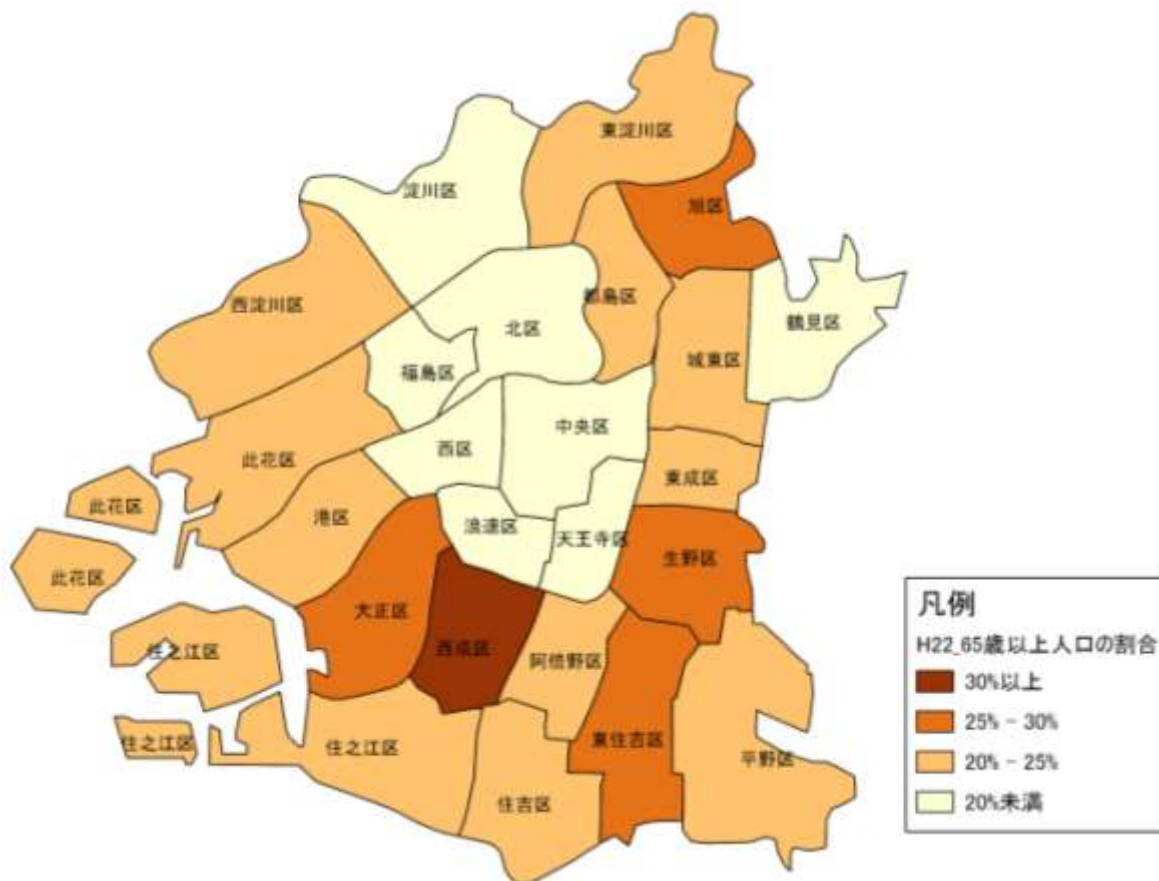 東淀川区
淀川区
旭区
西淀川区
都島区
北区
鶴見区
城東区
福島区
中央区
西区
此花区
東成区
此花区
港区
浪速区
天王寺区
此花区
生野区
大正区
西成区
阿倍野区
住之江区
住之江区
住之江区
東住吉区
平野区
住吉区
凡例
H22_65歳以上人口の割合
30%以上
25% - 30%
20% - 25%
20%未満